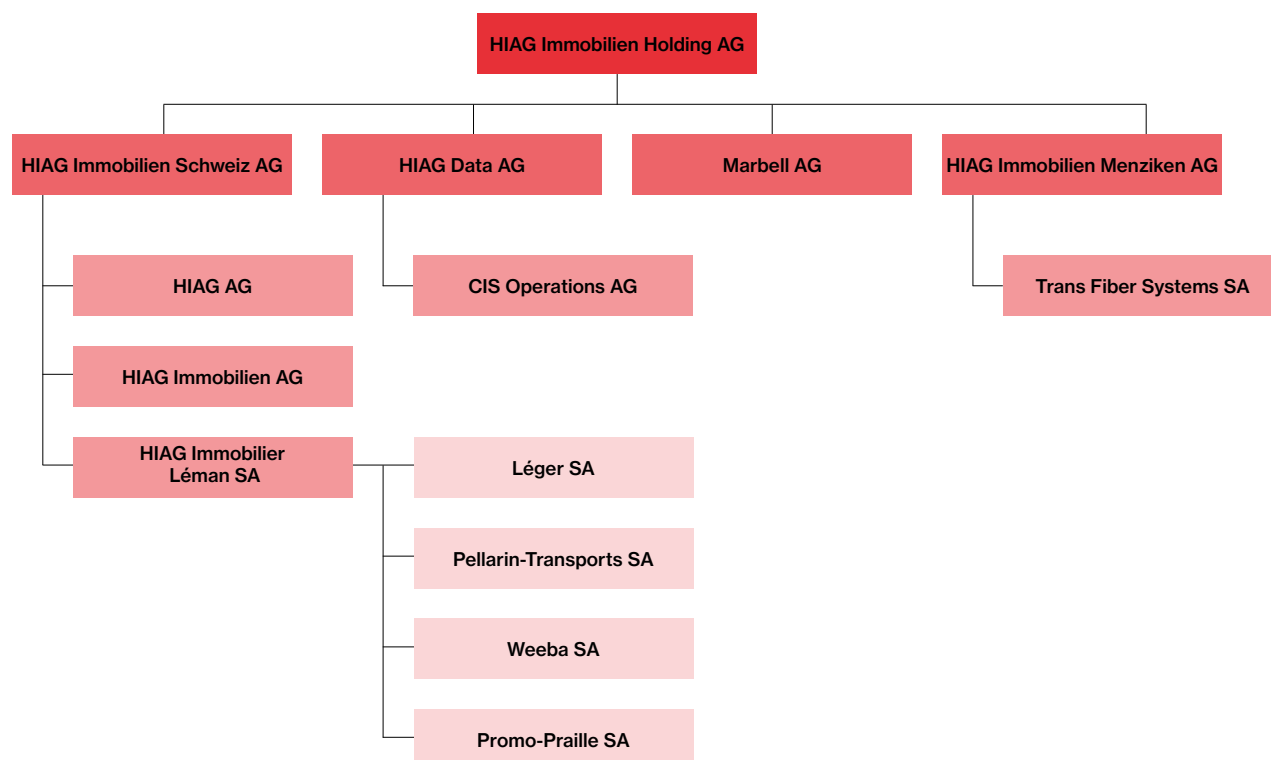 HIAG Immobilien Holding AG
HIAG Immobilien Schweiz AG
HIAG Data AG
Marbell AG
HIAG Immobilien Menziken AG
HIAG AG
CIS Operations AG
Trans Fiber Systems SA
HIAG Immobilien AG
HIAG Immobilier
Léman SA
Léger SA
Pellarin-Transports SA
Weeba SA
Promo-Praille SA